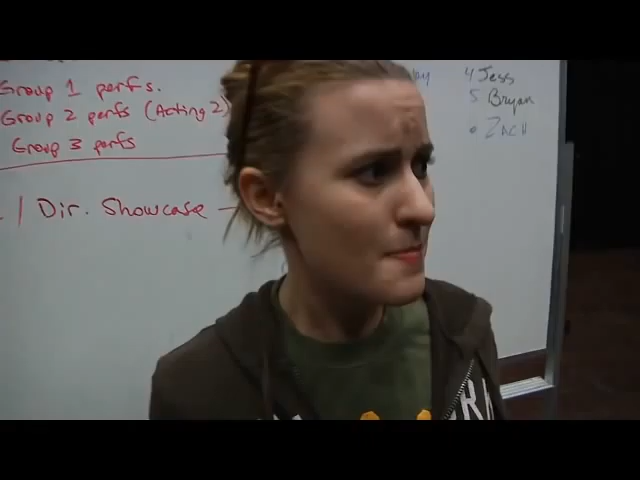 Group 1 perfs.
Group 2 perfs (Acting 2)
Group 3 perfs
/ Dir. Showcase -
4 Jess
5 Bryan
• Zach